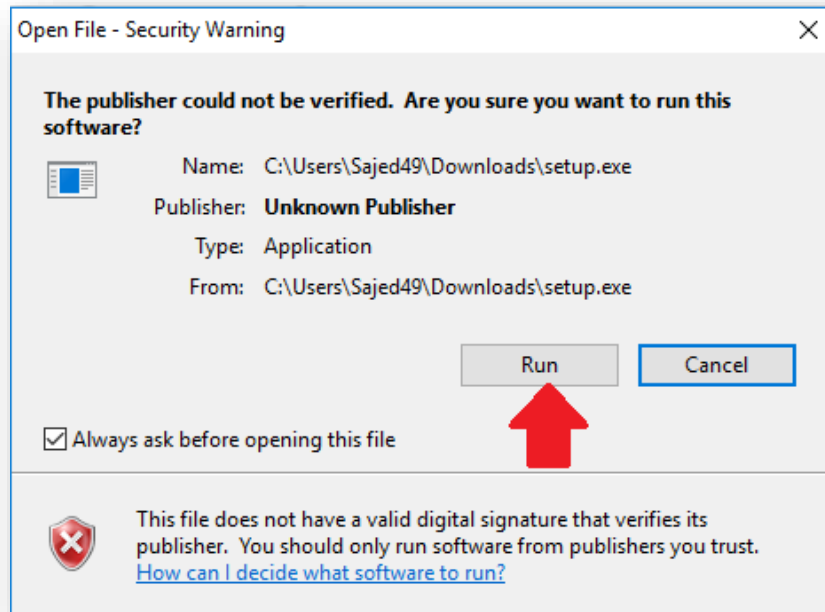 Open File - Security Warning
The publisher could not be verified.  Are you sure you want to run this
software?
Name: C:\Users\Sajed49\Downloads\setup.exe
Publisher: Unknown Publisher
Type: Application
From: C:\Users\Sajed49\Downloads\setup.exe
Run Cancel
Always ask before opening this file
This file does not have a valid digital signature that verifies its
publisher.  You should only run software from publishers you trust.
How can I decide what software to run?